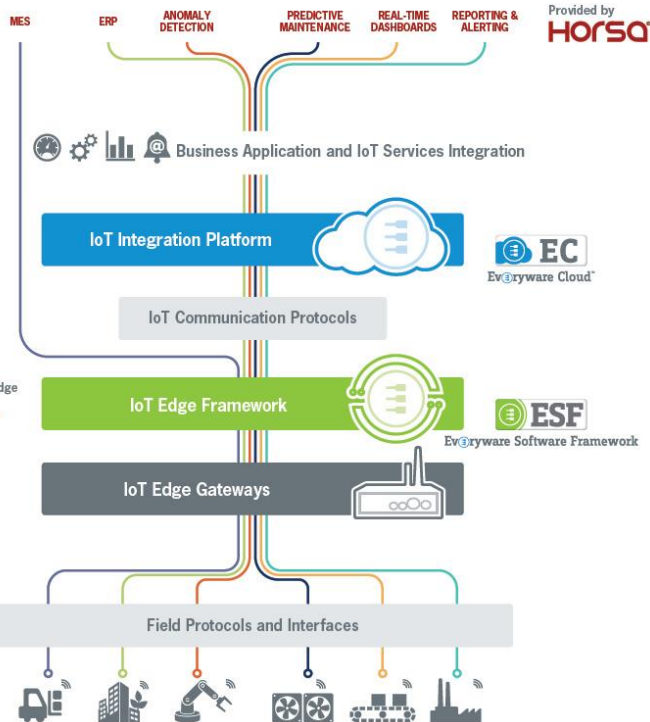 Provided by
HORSA
MES
ERP
ANOMALY
DETECTION
PREDICTIVE
MAINTENANCE
REAL-TIME
DASHBOARDS
REPORTING &
ALERTING
@
Business Application and IoT Services Integration
IoT Integration Platform
EC
Everyware Cloud™
IoT Communication Protocols
dge
IoT Edge Framework
ESF
Everyware Software Framework
IoT Edge Gateways
Field Protocols and Interfaces